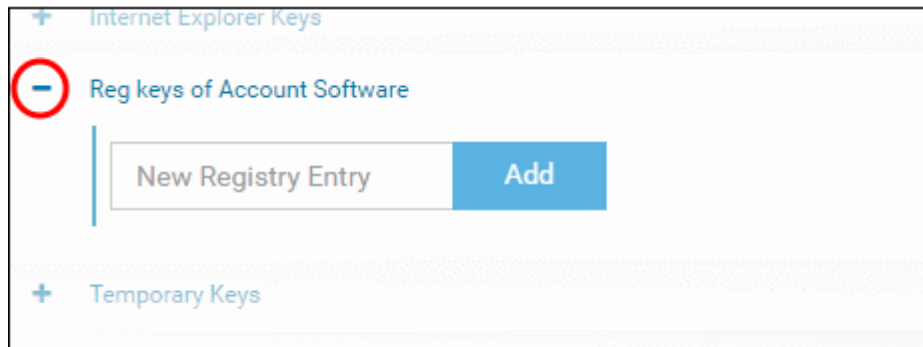 Internet Explorer Keys
Reg keys of Account Software
New Registry Entry Add
Temporary Keys